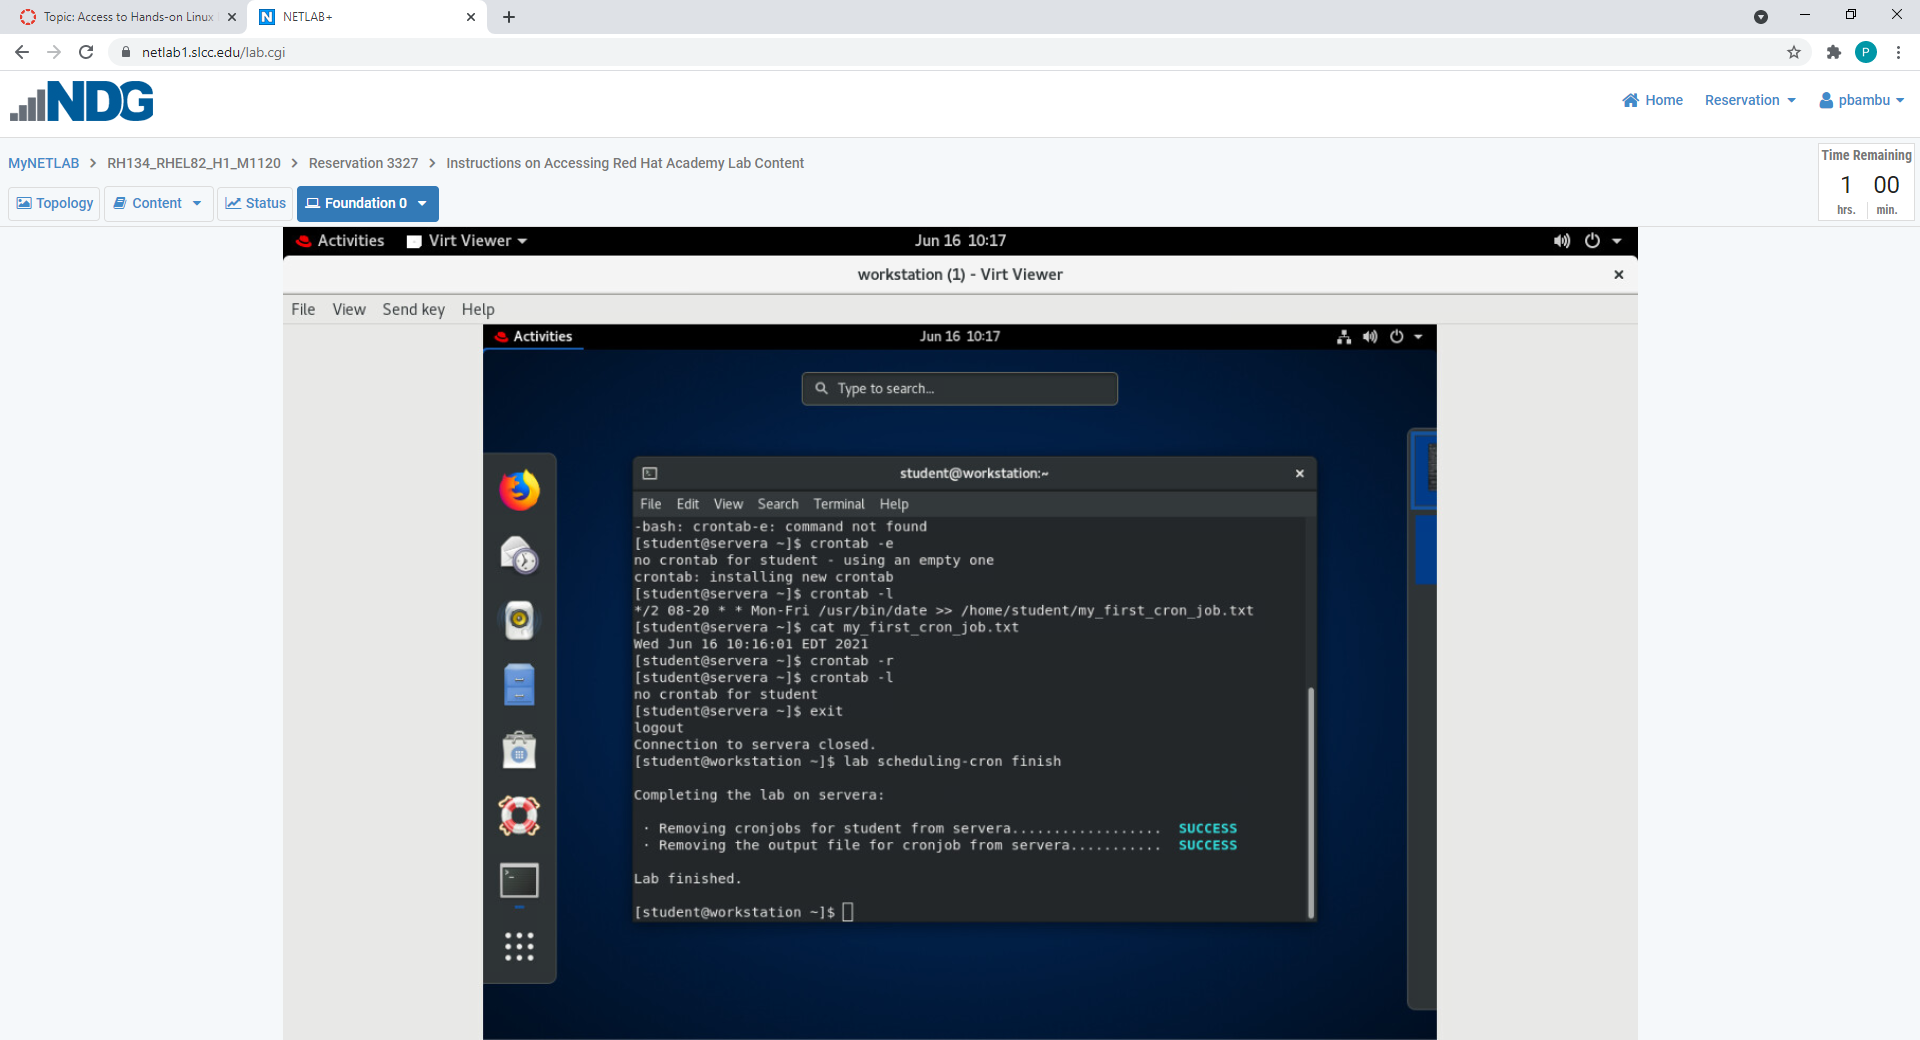 Topic: Access to Hands-on Linux
NETLAB+
netlab1.slcc.edu/lab.cgi
P
NDG
Home Reservation pbambu
MyNETLAB > RH134_RHEL82_H1_M1120 > Reservation 3327 > Instructions on Accessing Red Hat Academy Lab Content
Time Remaining
1 00
hrs. min.
Topology Content Status Foundation 0
Activities Virt Viewer Jun 16 10:17
workstation (1) - Virt Viewer
File View Send key Help
Activities Jun 16 10:17
Type to search...
student@workstation:~
File Edit View Search Terminal Help
-bash: crontab-e: command not found
[student@servera ~]$ crontab -e
no crontab for student - using an empty one
crontab: installing new crontab
[student@servera ~]$ crontab -l
*/2 08-20 * * Mon-Fri /usr/bin/date >> /home/student/my_first_cron_job.txt
[student@servera ~]$ cat my_first_cron_job.txt
Wed Jun 16 10:16:01 EDT 2021
[student@servera ~]$ crontab -r
[student@servera ~]$ crontab -l
no crontab for student
[student@servera ~]$ exit
logout
Connection to servera closed.
[student@workstation ~]$ lab scheduling-cron finish
Completing the lab on servera:
· Removing cronjobs for student from servera.................. SUCCESS
· Removing the output file for cronjob from servera........... SUCCESS
Lab finished.
[student@workstation ~]$